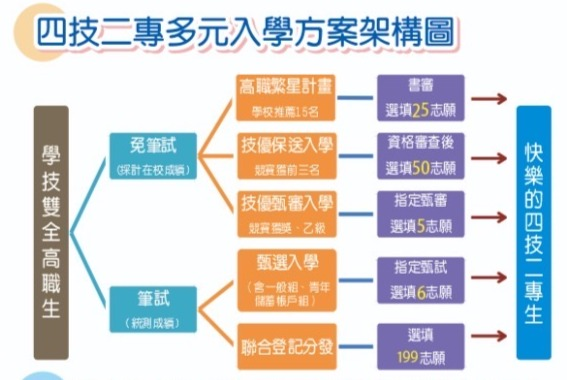 四技二專多元入學方案架構圖
學技雙全高職生
免筆試
(採計在校成績)
筆試
(統測成績)
高職繁星計畫
學校推薦15名
技優保送入學
競賽獲前三名
技優甄審入學
競賽獲獎、乙級
甄選入學
(含一般組、青年
儲蓄帳戶組)
聯合登記分發
書審
選填25志願
資格審查後
選填50志願
指定甄審
選填5志願
指定甄試
選填6志願
選填
199志願
快樂的四技二專生